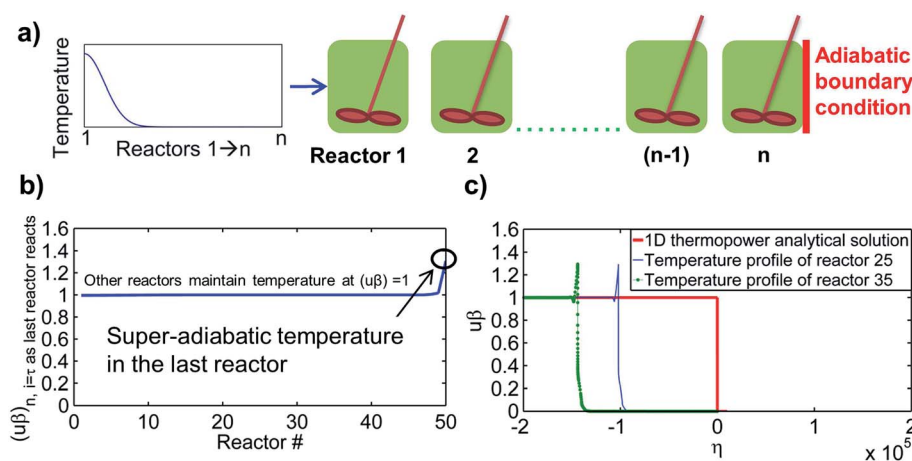 a)
Temperature
1
n
Reactors 1→n
Reactor 1
2
(n-1)
n
Adiabatic
boundary
condition
b)
(uβ)n, i=τ as last reactor reacts
1.6
1.4
1.2
1
0.8
0.6
0.4
0.2
0
Other reactors maintain temperature at (uβ) =1
Super-adiabatic temperature
in the last reactor
0
10
20
30
40
50
Reactor #
c)
uβ
1.6
1.4
1.2
1
0.8
0.6
0.4
0.2
0
1D thermopower analytical solution
Temperature profile of reactor 25
Temperature profile of reactor 35
-2
-1
0
1
2
η
x 10^5